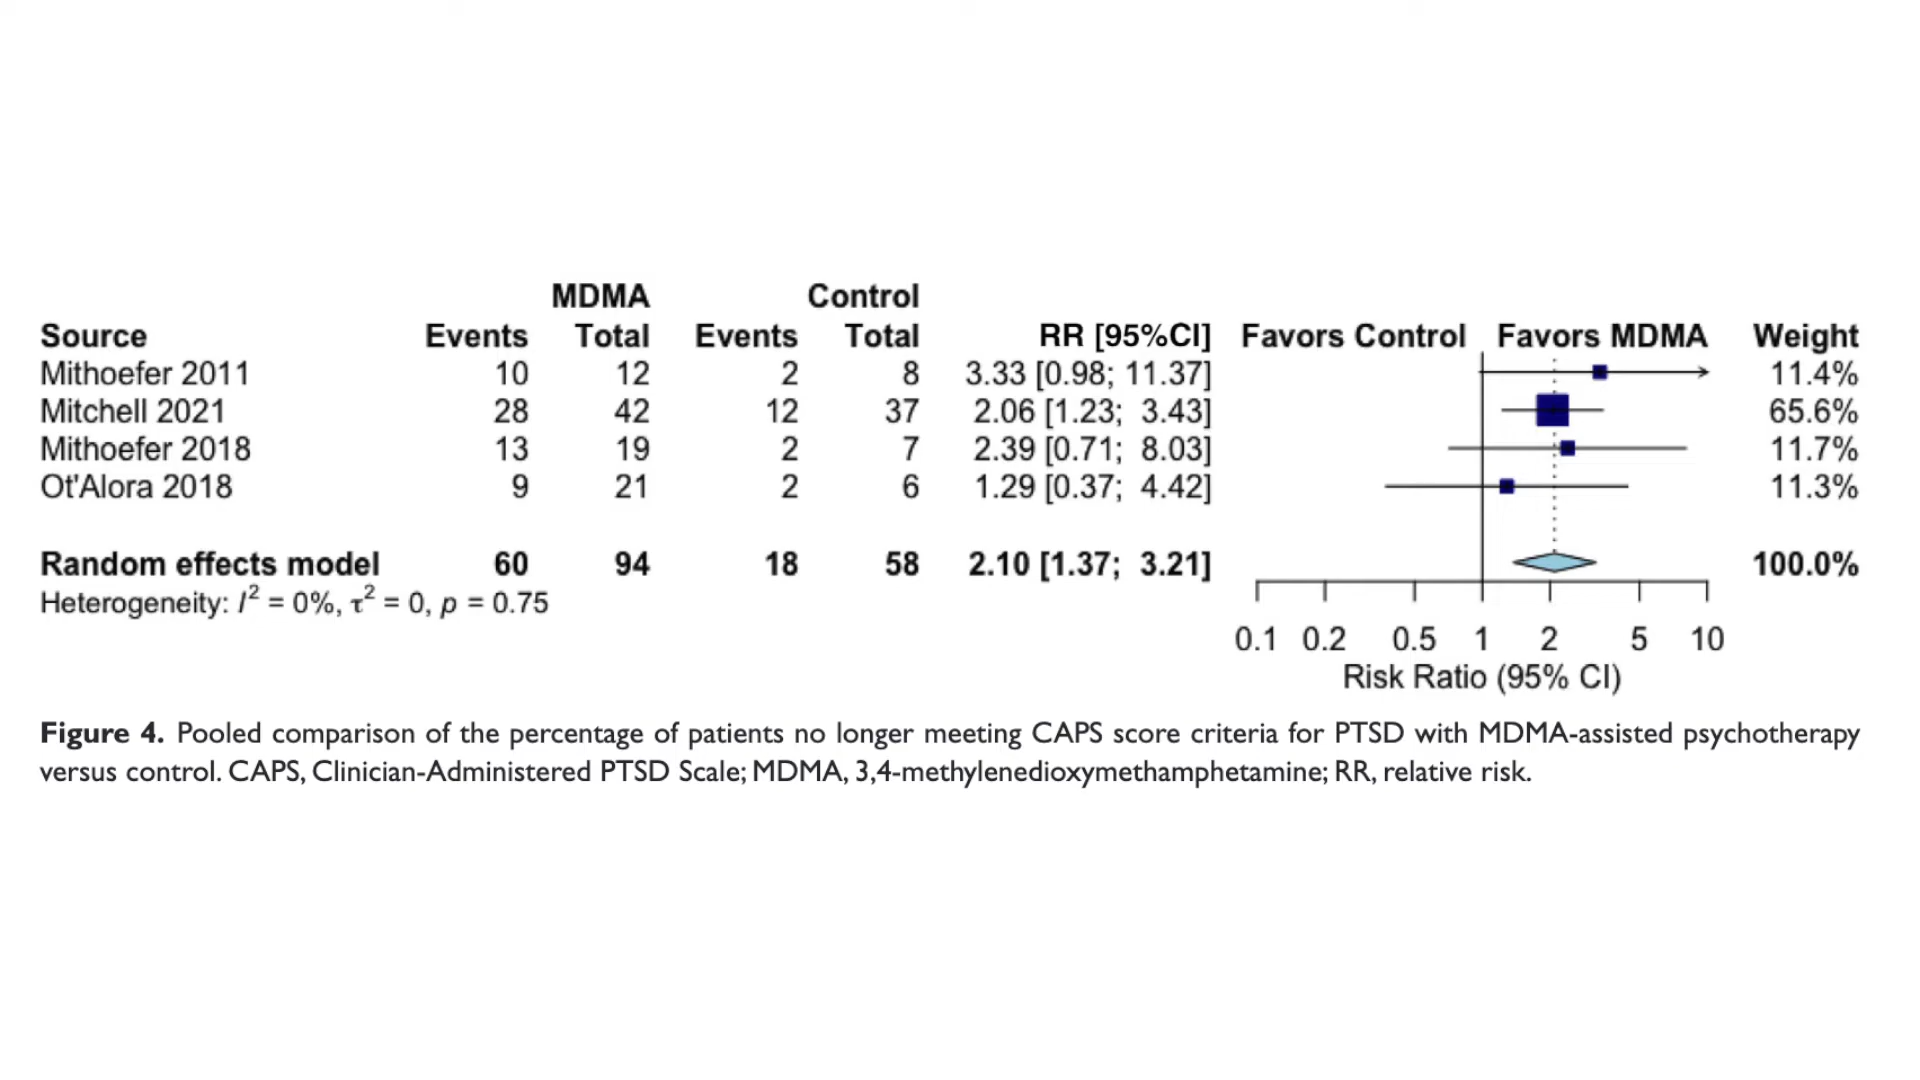 MDMA Control
Source Events Total Events Total RR [95%CI] Favors Control Favors MDMA Weight
Mithoefer 2011 10 12 2 8 3.33 [0.98; 11.37] 11.4%
Mitchell 2021 28 42 12 37 2.06 [1.23; 3.43] 65.6%
Mithoefer 2018 13 19 2 7 2.39 [0.71; 8.03] 11.7%
Ot'Alora 2018 9 21 2 6 1.29 [0.37; 4.42] 11.3%
Random effects model 60 94 18 58 2.10 [1.37; 3.21] 100.0%
Heterogeneity: I² = 0%, τ² = 0, p = 0.75
0.1 0.2 0.5 1 2 5 10
Risk Ratio (95% CI)
Figure 4. Pooled comparison of the percentage of patients no longer meeting CAPS score criteria for PTSD with MDMA-assisted psychotherapy
versus control. CAPS, Clinician-Administered PTSD Scale; MDMA, 3,4-methylenedioxymethamphetamine; RR, relative risk.